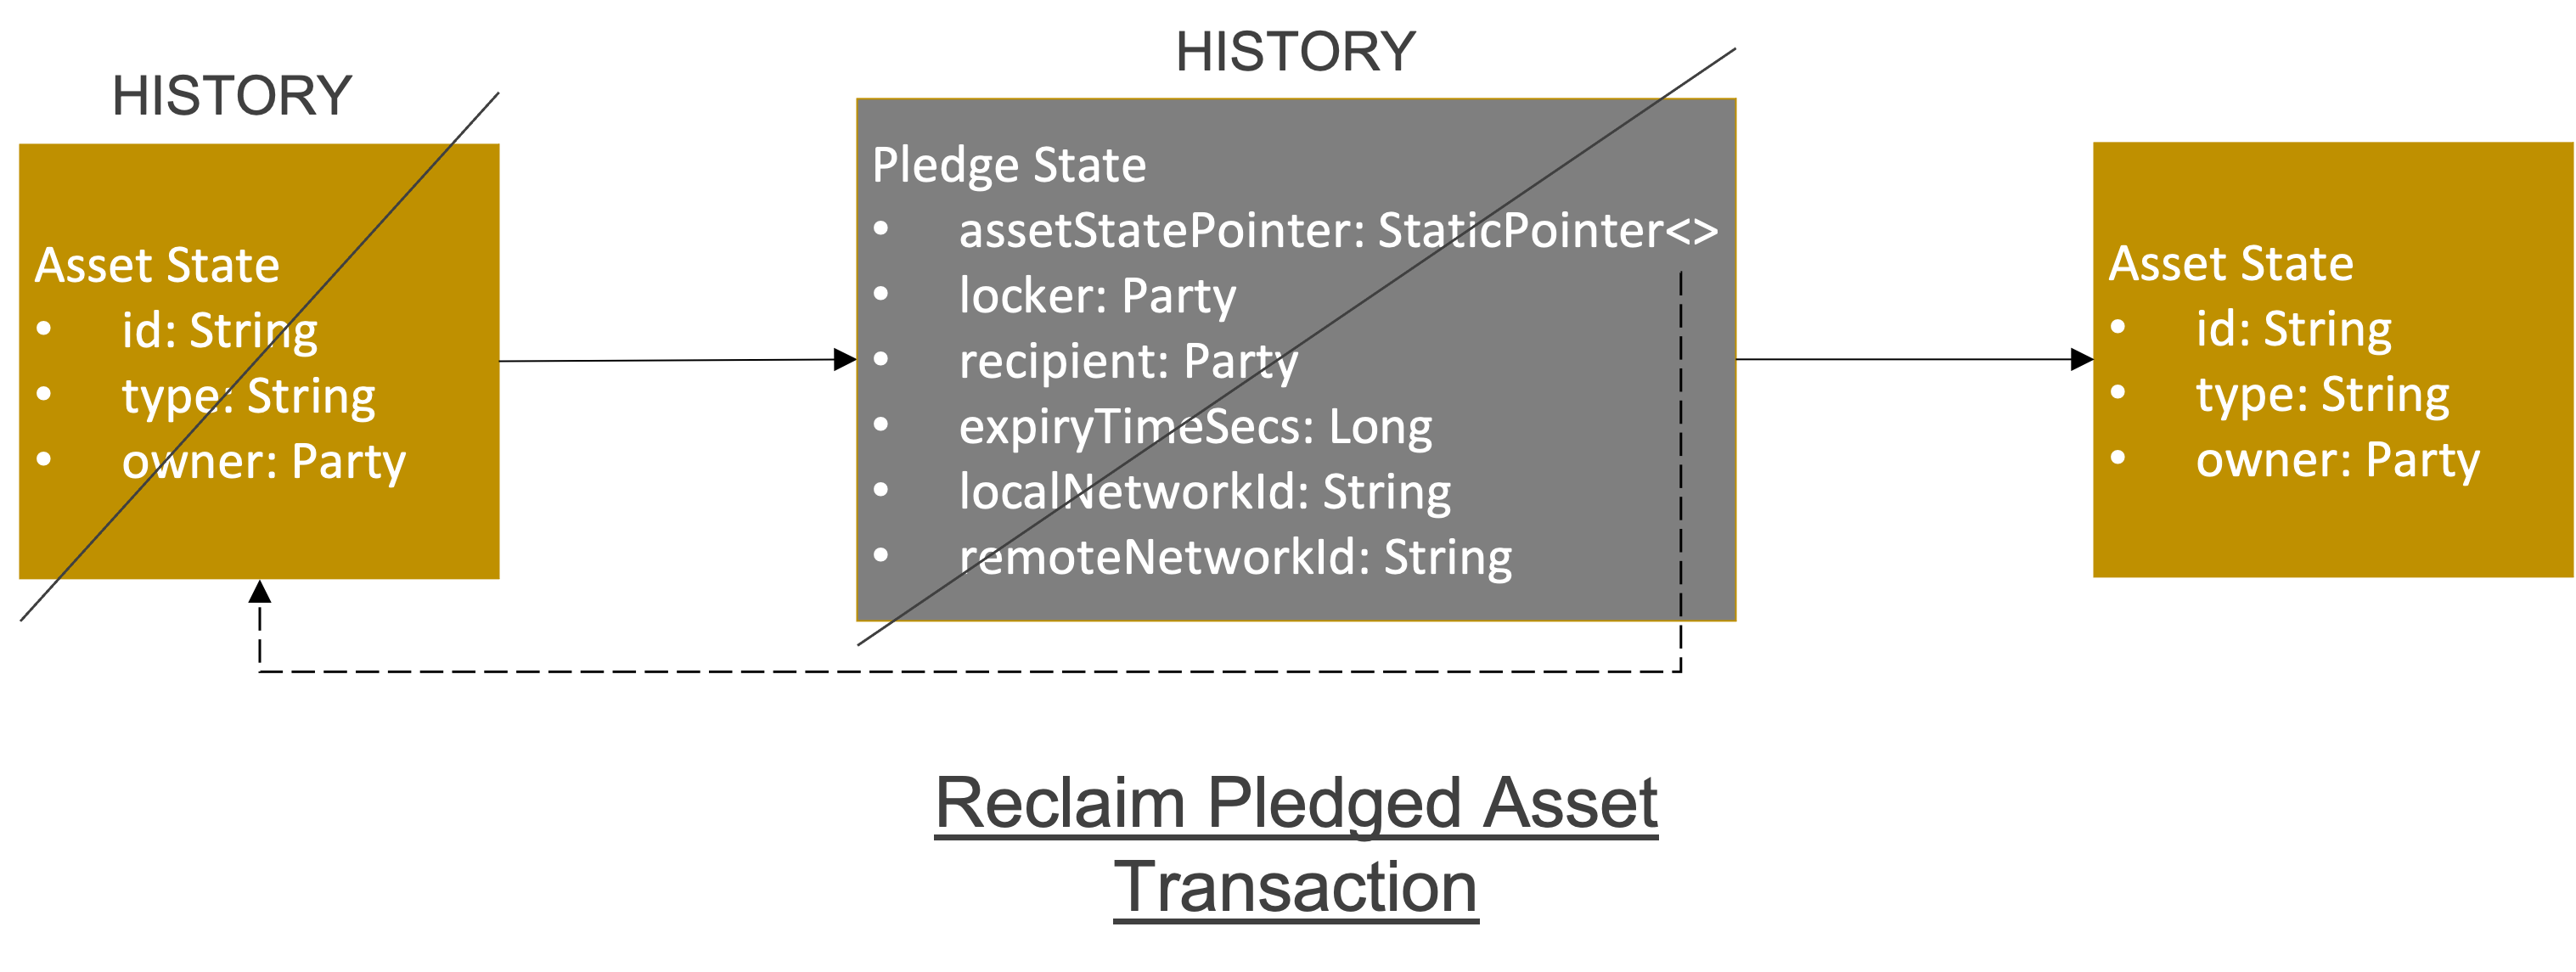 HISTORY
Asset State
• id: String
• type: String
• owner: Party
HISTORY
Pledge State
• assetStatePointer: StaticPointer<>
• locker: Party
• recipient: Party
• expiryTimeSecs: Long
• localNetworkId: String
• remoteNetworkId: String
Asset State
• id: String
• type: String
• owner: Party
Reclaim Pledged Asset
Transaction